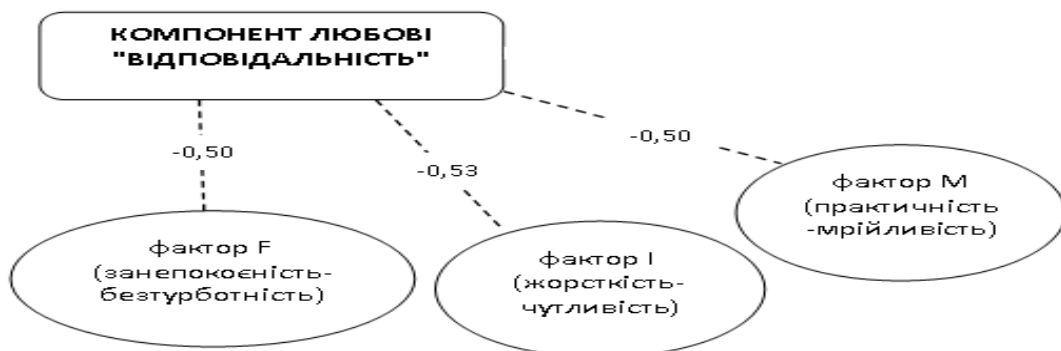 КОМПОНЕНТ ЛЮБОВІ
"ВІДПОВІДАЛЬНІСТЬ"
-0,50
-0,53
-0,50
фактор F
(занепокоєність-
безтурботність)
фактор I
(жорсткість-
чутливість)
фактор M
(практичність
-мрійливість)